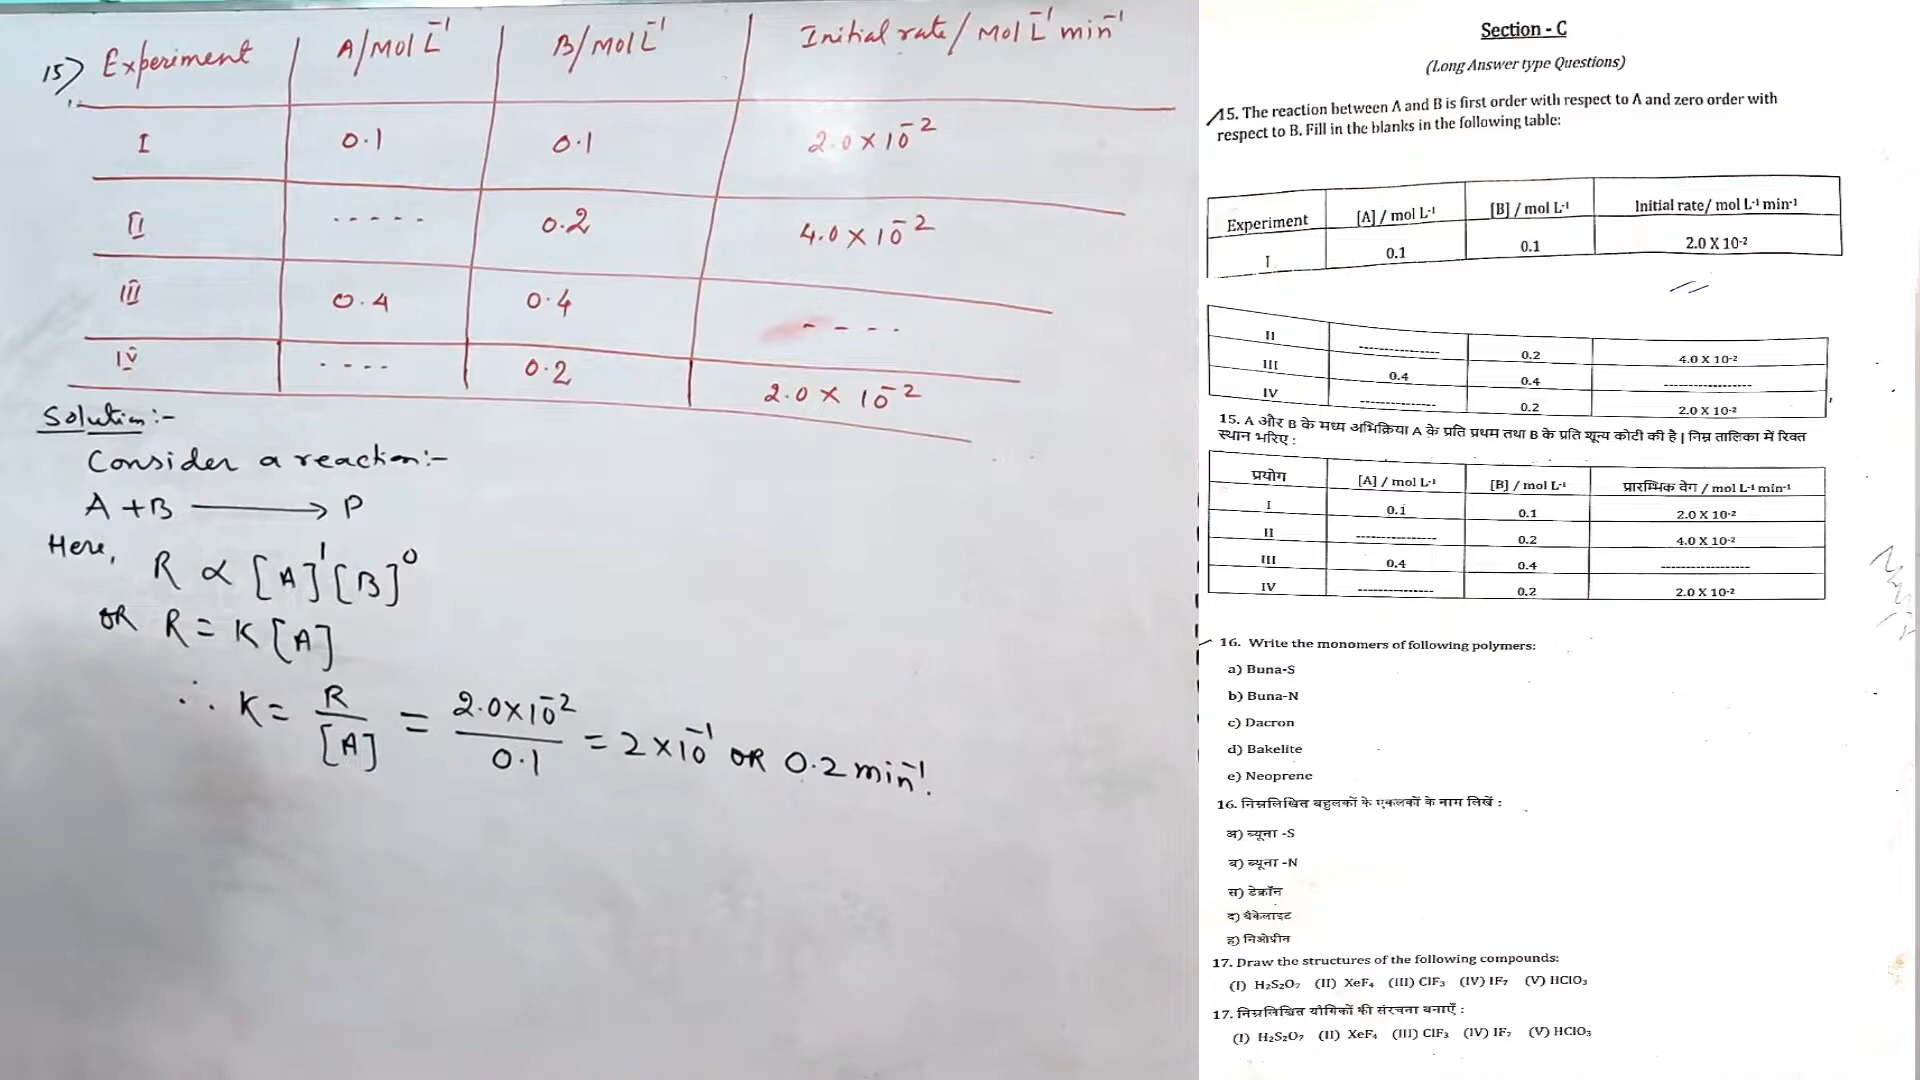 15) Experiment A/Mol L⁻¹ B/Mol L⁻¹ Initial rate/ Mol L⁻¹ min⁻¹
I 0.1 0.1 2.0 x 10⁻²
II ..... 0.2 4.0 x 10⁻²
III 0.4 0.4 ....
IV .... 0.2 2.0 x 10⁻²
Solution:-
Consider a reaction:-
A + B ⟶ P
Here, R ∝ [A]¹[B]⁰
OR R = K[A]
∴ K = R/[A] = 2.0x10⁻²/0.1 = 2 x 10⁻¹ OR 0.2 min⁻¹.
Section - C
(Long Answer type Questions)
15. The reaction between A and B is first order with respect to A and zero order with
respect to B. Fill in the blanks in the following table:
Experiment [A] / mol L⁻¹ [B] / mol L⁻¹ Initial rate/ mol L⁻¹ min⁻¹
I 0.1 0.1 2.0 X 10⁻²
II --------------- 0.2 4.0 X 10⁻²
III 0.4 0.4 -----------------
IV --------------- 0.2 2.0 X 10⁻²
15. A और B के मध्य अभिक्रिया A के प्रति प्रथम तथा B के प्रति शून्य कोटी की है | निम्न तालिका में रिक्त
स्थान भरिए :
प्रयोग [A] / mol L⁻¹ [B] / mol L⁻¹ प्रारम्भिक वेग / mol L⁻¹ min⁻¹
I 0.1 0.1 2.0 X 10⁻²
II --------------- 0.2 4.0 X 10⁻²
III 0.4 0.4 -----------------
IV --------------- 0.2 2.0 X 10⁻²
16. Write the monomers of following polymers:
a) Buna-S
b) Buna-N
c) Dacron
d) Bakelite
e) Neoprene
16. निम्नलिखित बहुलकों के एकलकों के नाम लिखें :
अ) ब्यूना -S
ब) ब्यूना -N
स) डेक्रॉन
द) बैकेलाइट
ह) निओप्रीन
17. Draw the structures of the following compounds:
(I) H₂S₂O₇ (II) XeF₄ (III) ClF₃ (IV) IF₇ (V) HClO₃
17. निम्नलिखित यौगिकों की संरचना बनाएँ :
(I) H₂S₂O₇ (II) XeF₄ (III) ClF₃ (IV) IF₇ (V) HClO₃